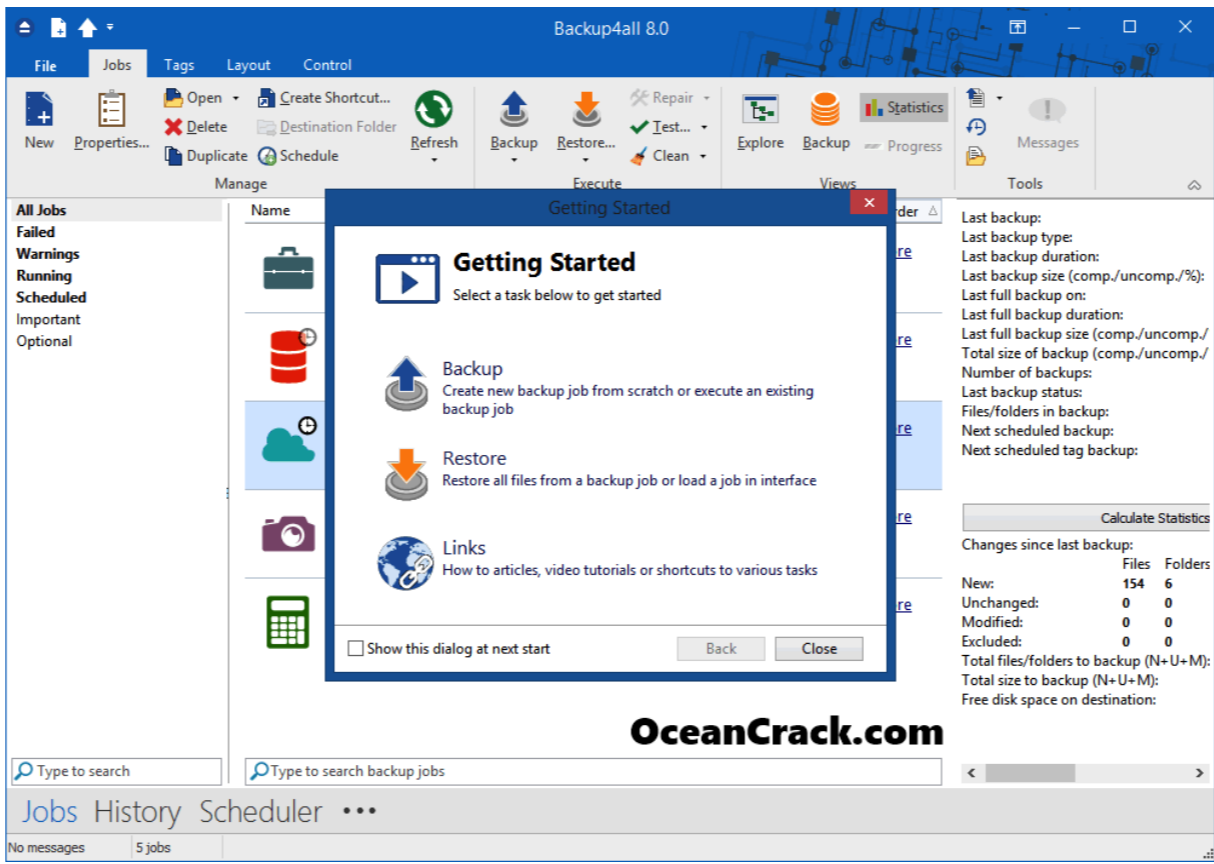 Backup4all 8.0
File Jobs Tags Layout Control
New
Properties...
Open
Delete
Duplicate
Create Shortcut...
Destination Folder
Schedule
Refresh
Manage
Backup
Restore...
Repair
Test...
Clean
Execute
Explore
Backup
Statistics
Progress
Views
Messages
Tools
All Jobs
Failed
Warnings
Running
Scheduled
Important
Optional
Name
Getting Started
Getting Started
Select a task below to get started
Backup
Create new backup job from scratch or execute an existing
backup job
Restore
Restore all files from a backup job or load a job in interface
Links
How to articles, video tutorials or shortcuts to various tasks
Show this dialog at next start
Back
Close
Last backup:
Last backup type:
Last backup duration:
Last backup size (comp./uncomp./%):
Last full backup on:
Last full backup duration:
Last full backup size (comp./uncomp./
Total size of backup (comp./uncomp./
Number of backups:
Last backup status:
Files/folders in backup:
Next scheduled backup:
Next scheduled tag backup:
Calculate Statistics
Changes since last backup:
Files Folders
New: 154 6
Unchanged: 0 0
Modified: 0 0
Excluded: 0 0
Total files/folders to backup (N+U+M):
Total size to backup (N+U+M):
Free disk space on destination:
OceanCrack.com
Type to search
Type to search backup jobs
Jobs History Scheduler •••
No messages 5 jobs